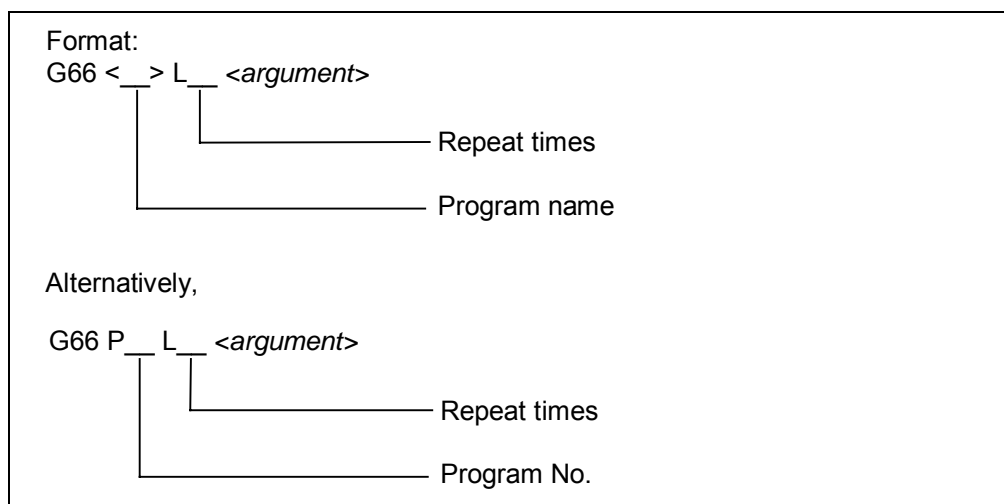 Format:
G66 <__> L__ <argument>
Repeat times
Program name
Alternatively,
G66 P__ L__ <argument>
Repeat times
Program No.